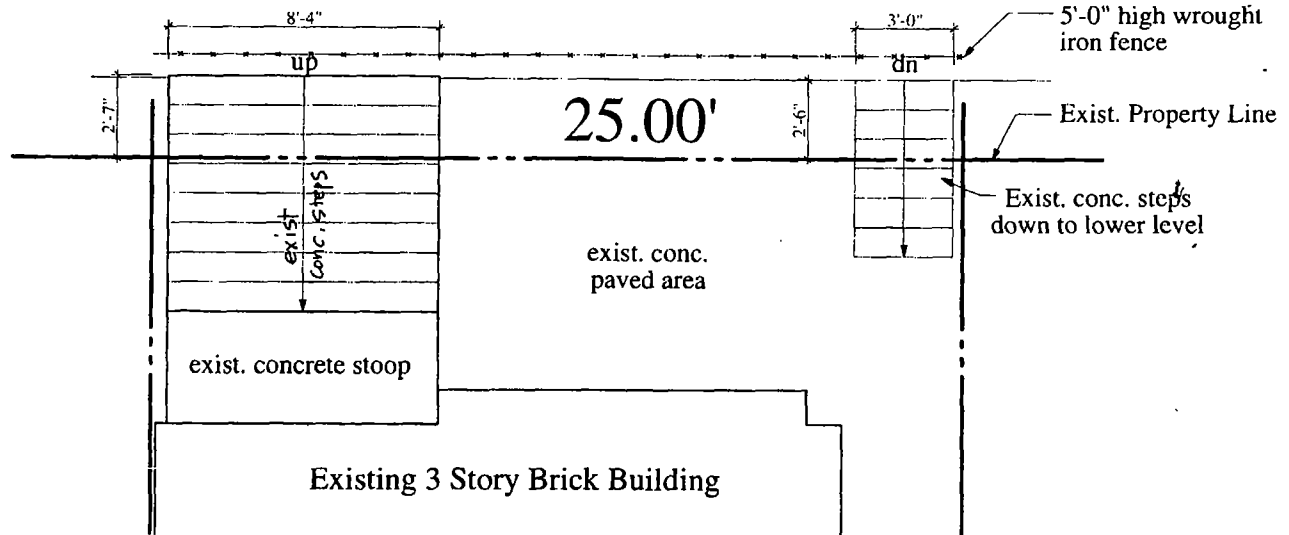 8'-4"
3'-0"
5'-0" high wrought
iron fence
up
dn
2'-7"
25.00'
2'-6"
Exist. Property Line
exist
conc. steps
Exist. conc. steps
down to lower level
exist. conc.
paved area
exist. concrete stoop
Existing 3 Story Brick Building